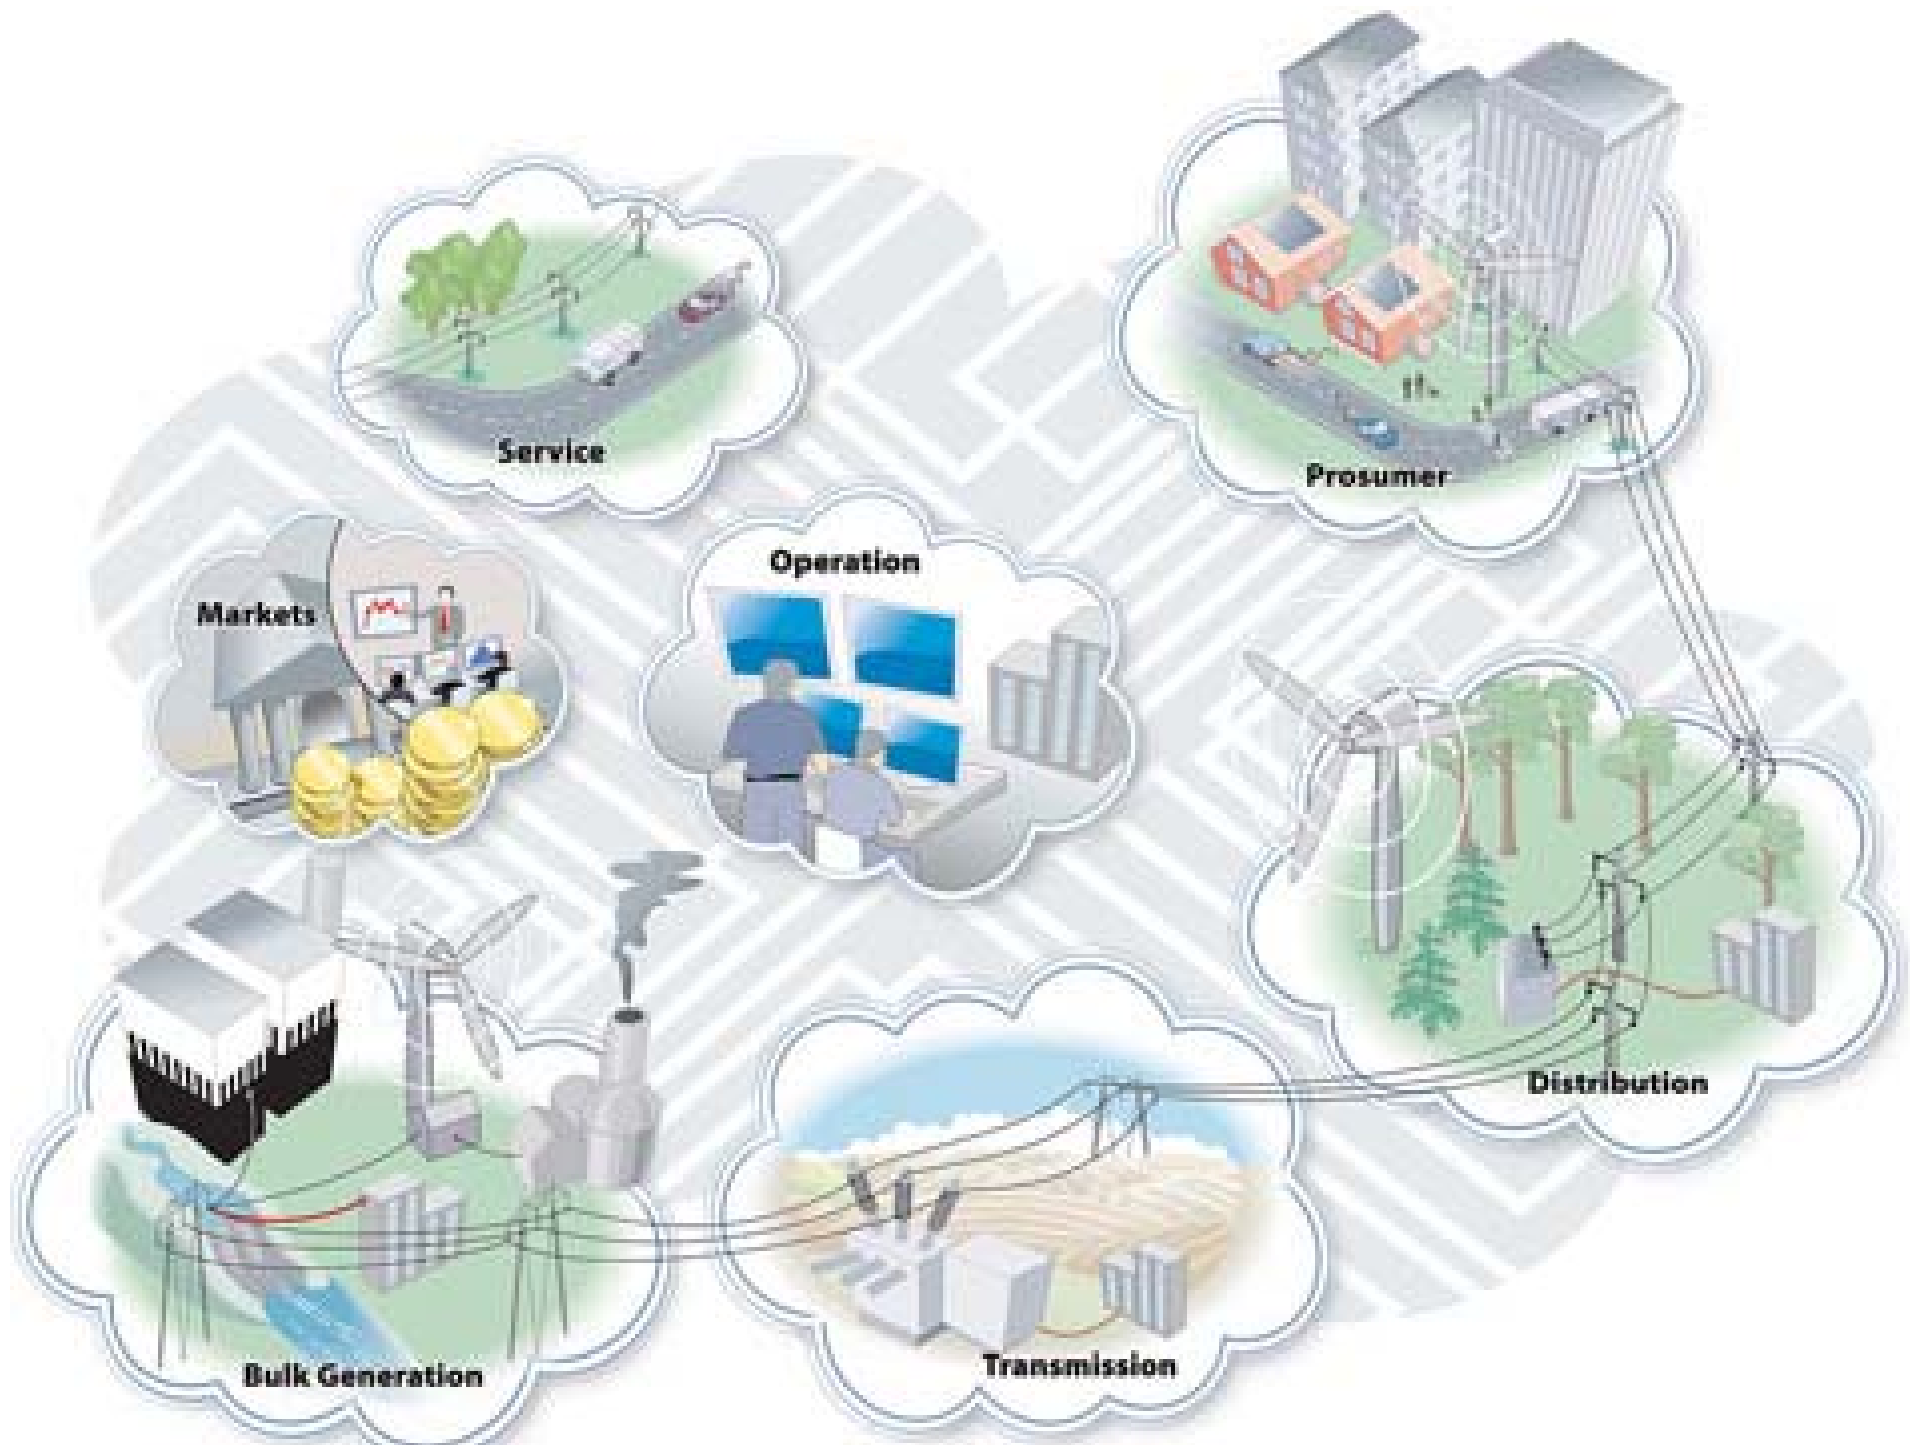 Service
Prosumer
Operation
Markets
Distribution
Bulk Generation
Transmission